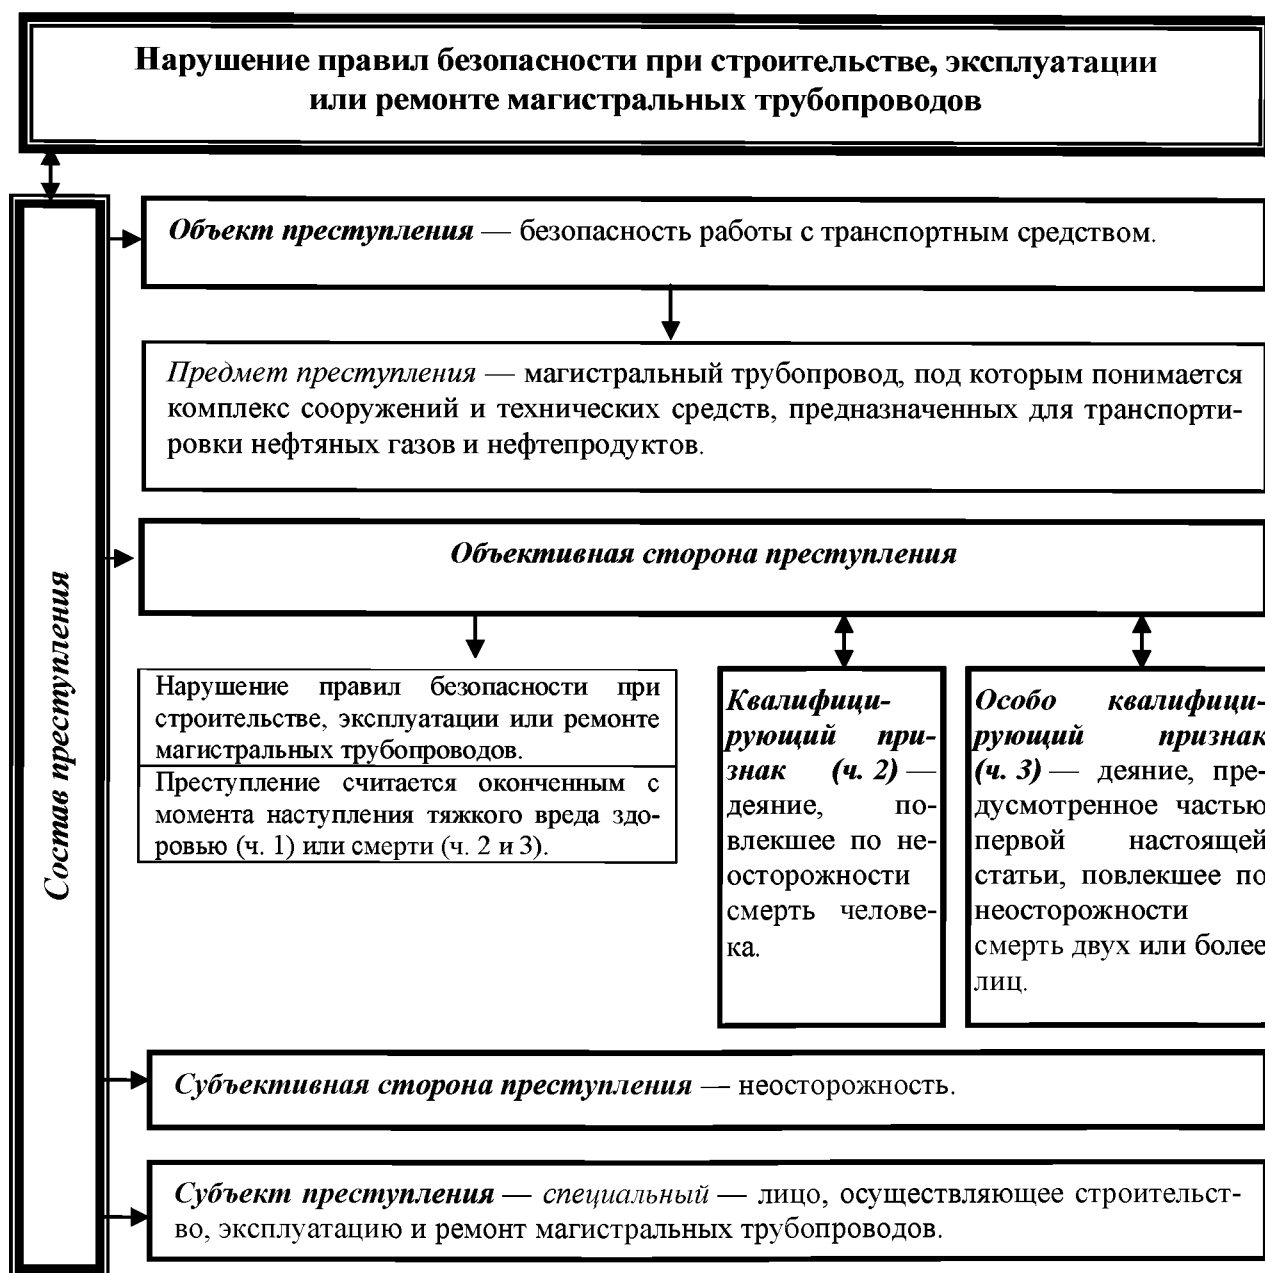 Нарушение правил безопасности при строительстве, эксплуатации
или ремонте магистральных трубопроводов
Состав преступления
Объект преступления — безопасность работы с транспортным средством.
Предмет преступления — магистральный трубопровод, под которым понимается
комплекс сооружений и технических средств, предназначенных для транспорти-
ровки нефтяных газов и нефтепродуктов.
Объективная сторона преступления
Нарушение правил безопасности при
строительстве, эксплуатации или ремонте
магистральных трубопроводов.
Преступление считается оконченным с
момента наступления тяжкого вреда здо-
ровью (ч. 1) или смерти (ч. 2 и 3).
Квалифици-
рующий при-
знак (ч. 2) —
деяние, по-
влекшее по не-
осторожности
смерть челове-
ка.
Особо квалифици-
рующий признак
(ч. 3) — деяние, пре-
дусмотренное частью
первой настоящей
статьи, повлекшее по
неосторожности
смерть двух или более
лиц.
Субъективная сторона преступления — неосторожность.
Субъект преступления — специальный — лицо, осуществляющее строительст-
во, эксплуатацию и ремонт магистральных трубопроводов.